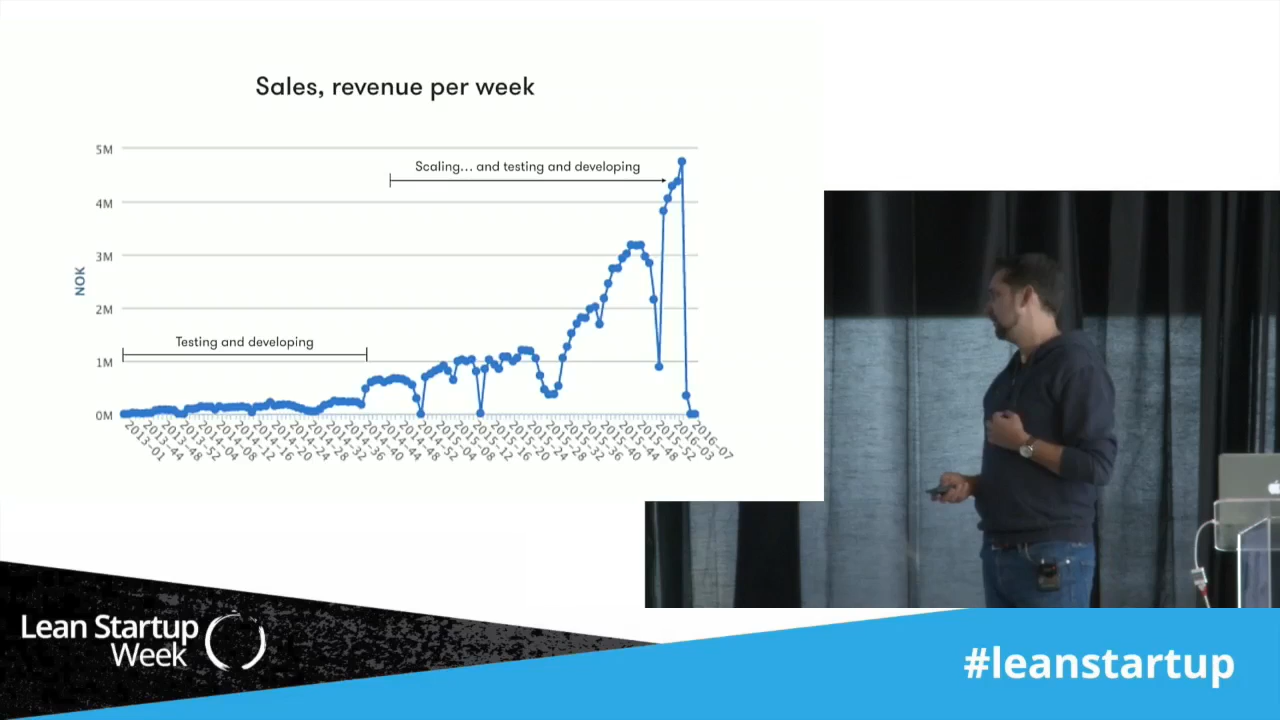 Sales, revenue per week
5M
4M
3M
2M
1M
0M
NOK
Scaling... and testing and developing
Testing and developing
2013-01
2013-44
2013-48
2013-52
2014-04
2014-08
2014-12
2014-16
2014-20
2014-24
2014-28
2014-32
2014-36
2014-40
2014-44
2014-48
2014-52
2015-04
2015-08
2015-12
2015-16
2015-20
2015-24
2015-28
2015-32
2015-36
2015-40
2015-44
2015-48
2015-52
2016-03
2016-07
Lean Startup
Week
#leanstartup